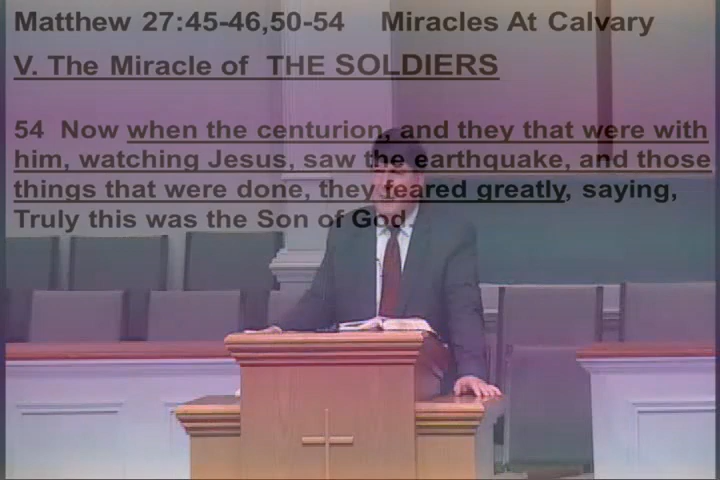 Matthew 27:45-46,50-54 Miracles At Calvary
V. The Miracle of THE SOLDIERS
54 Now when the centurion, and they that were with
him, watching Jesus, saw the earthquake, and those
things that were done, they feared greatly, saying,
Truly this was the Son of God.